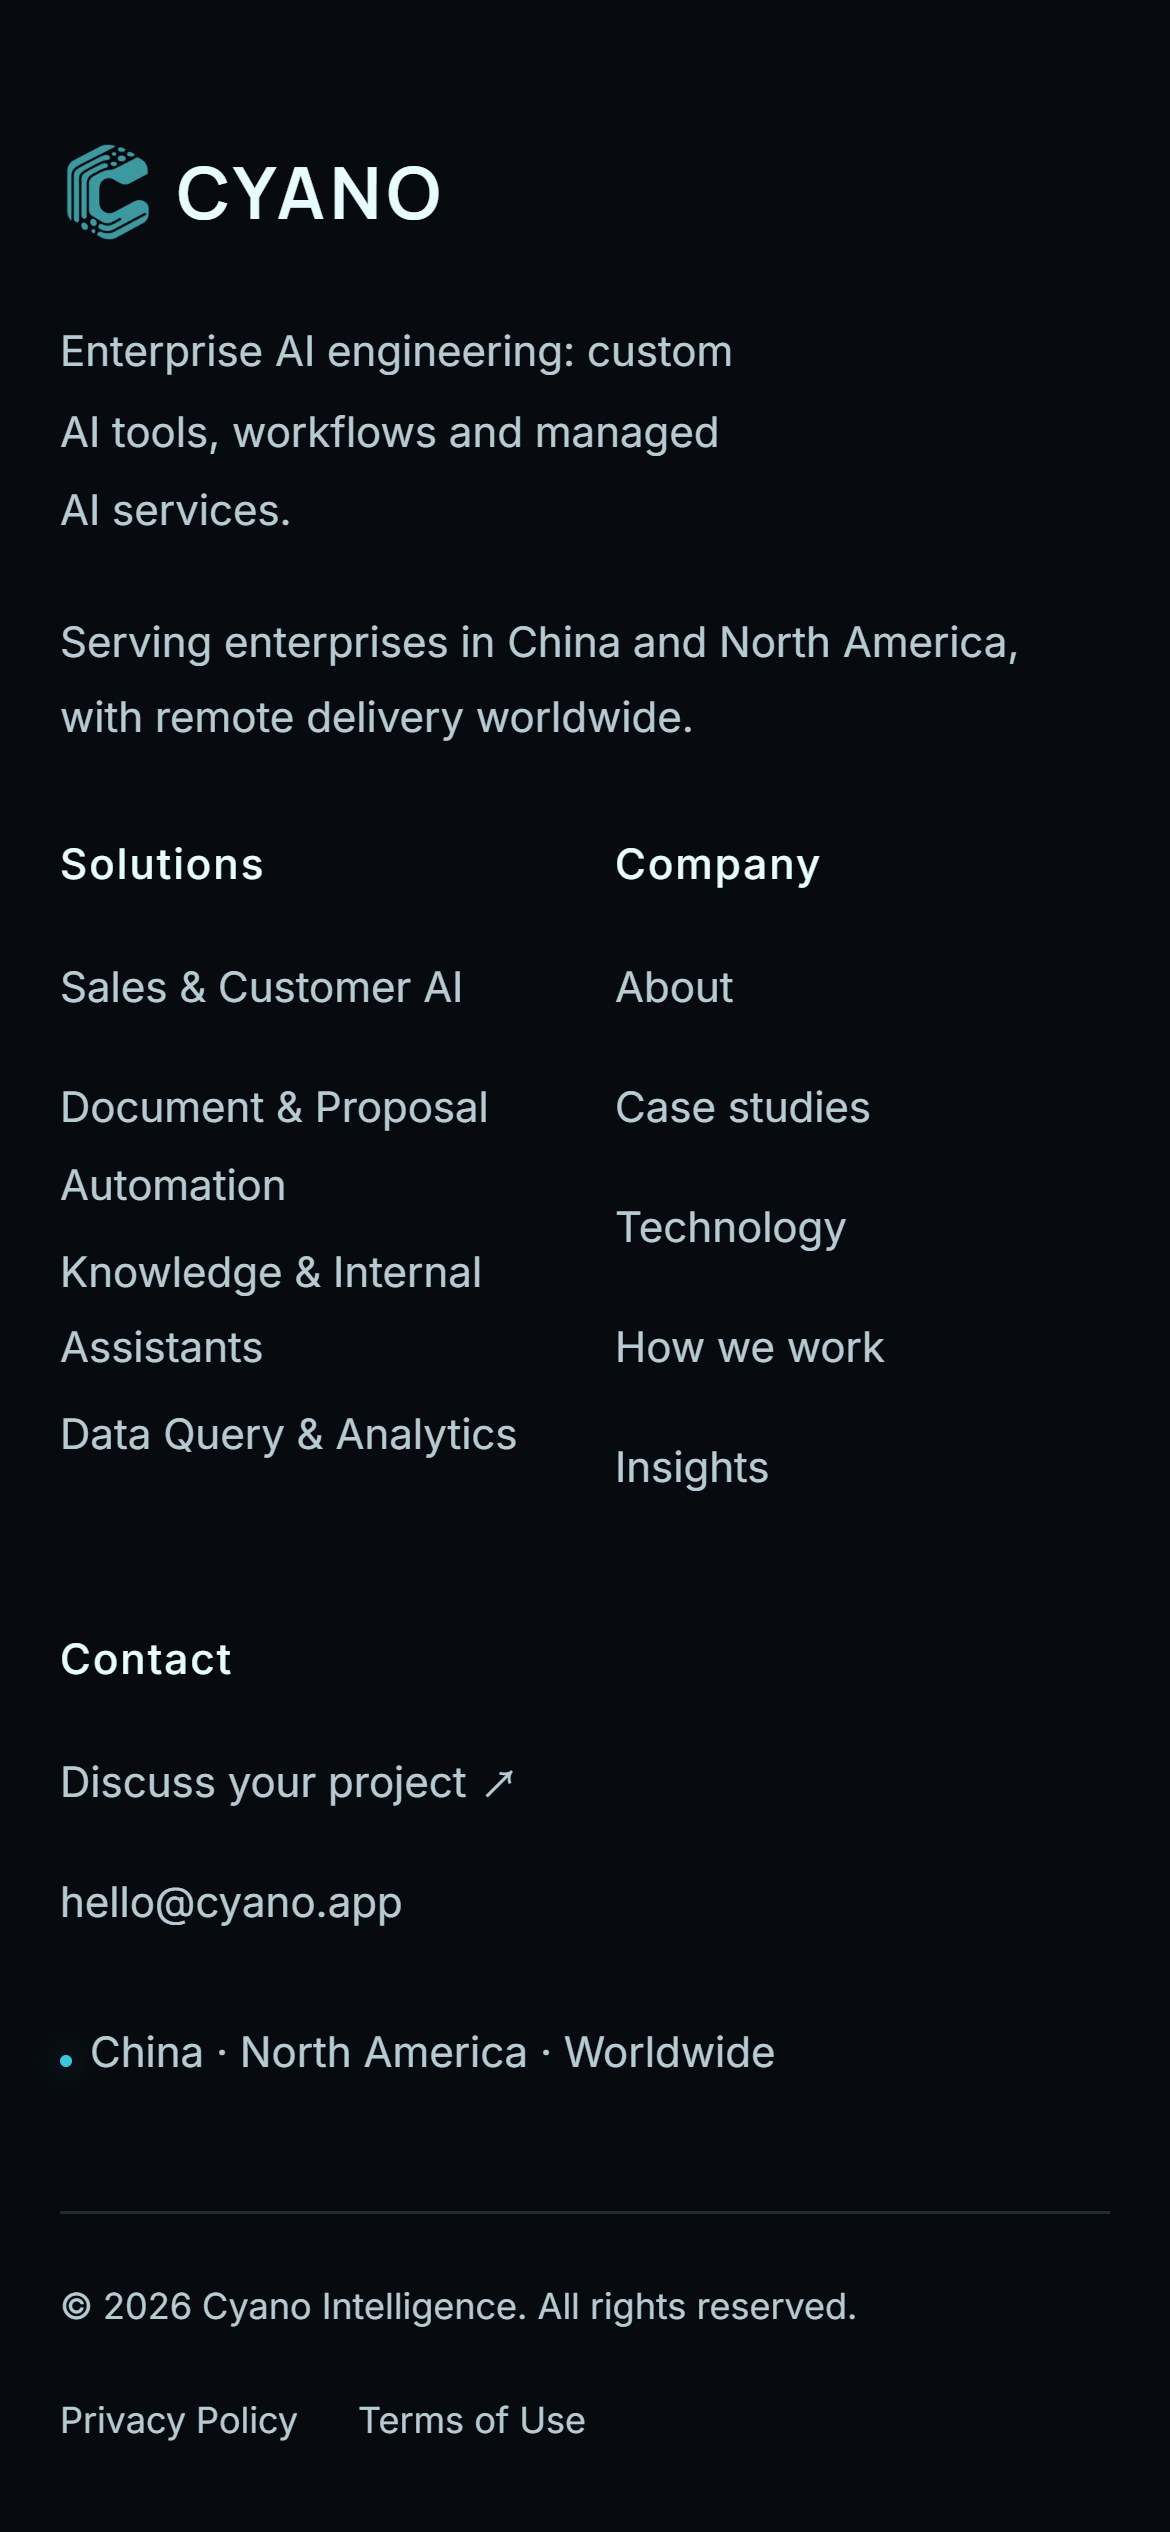 CYANO
Enterprise AI engineering: custom
AI tools, workflows and managed
AI services.
Serving enterprises in China and North America,
with remote delivery worldwide.
Solutions
Sales & Customer AI
Document & Proposal
Automation
Knowledge & Internal
Assistants
Data Query & Analytics
Company
About
Case studies
Technology
How we work
Insights
Contact
Discuss your project ↗
hello@cyano.app
China · North America · Worldwide
© 2026 Cyano Intelligence. All rights reserved.
Privacy Policy Terms of Use